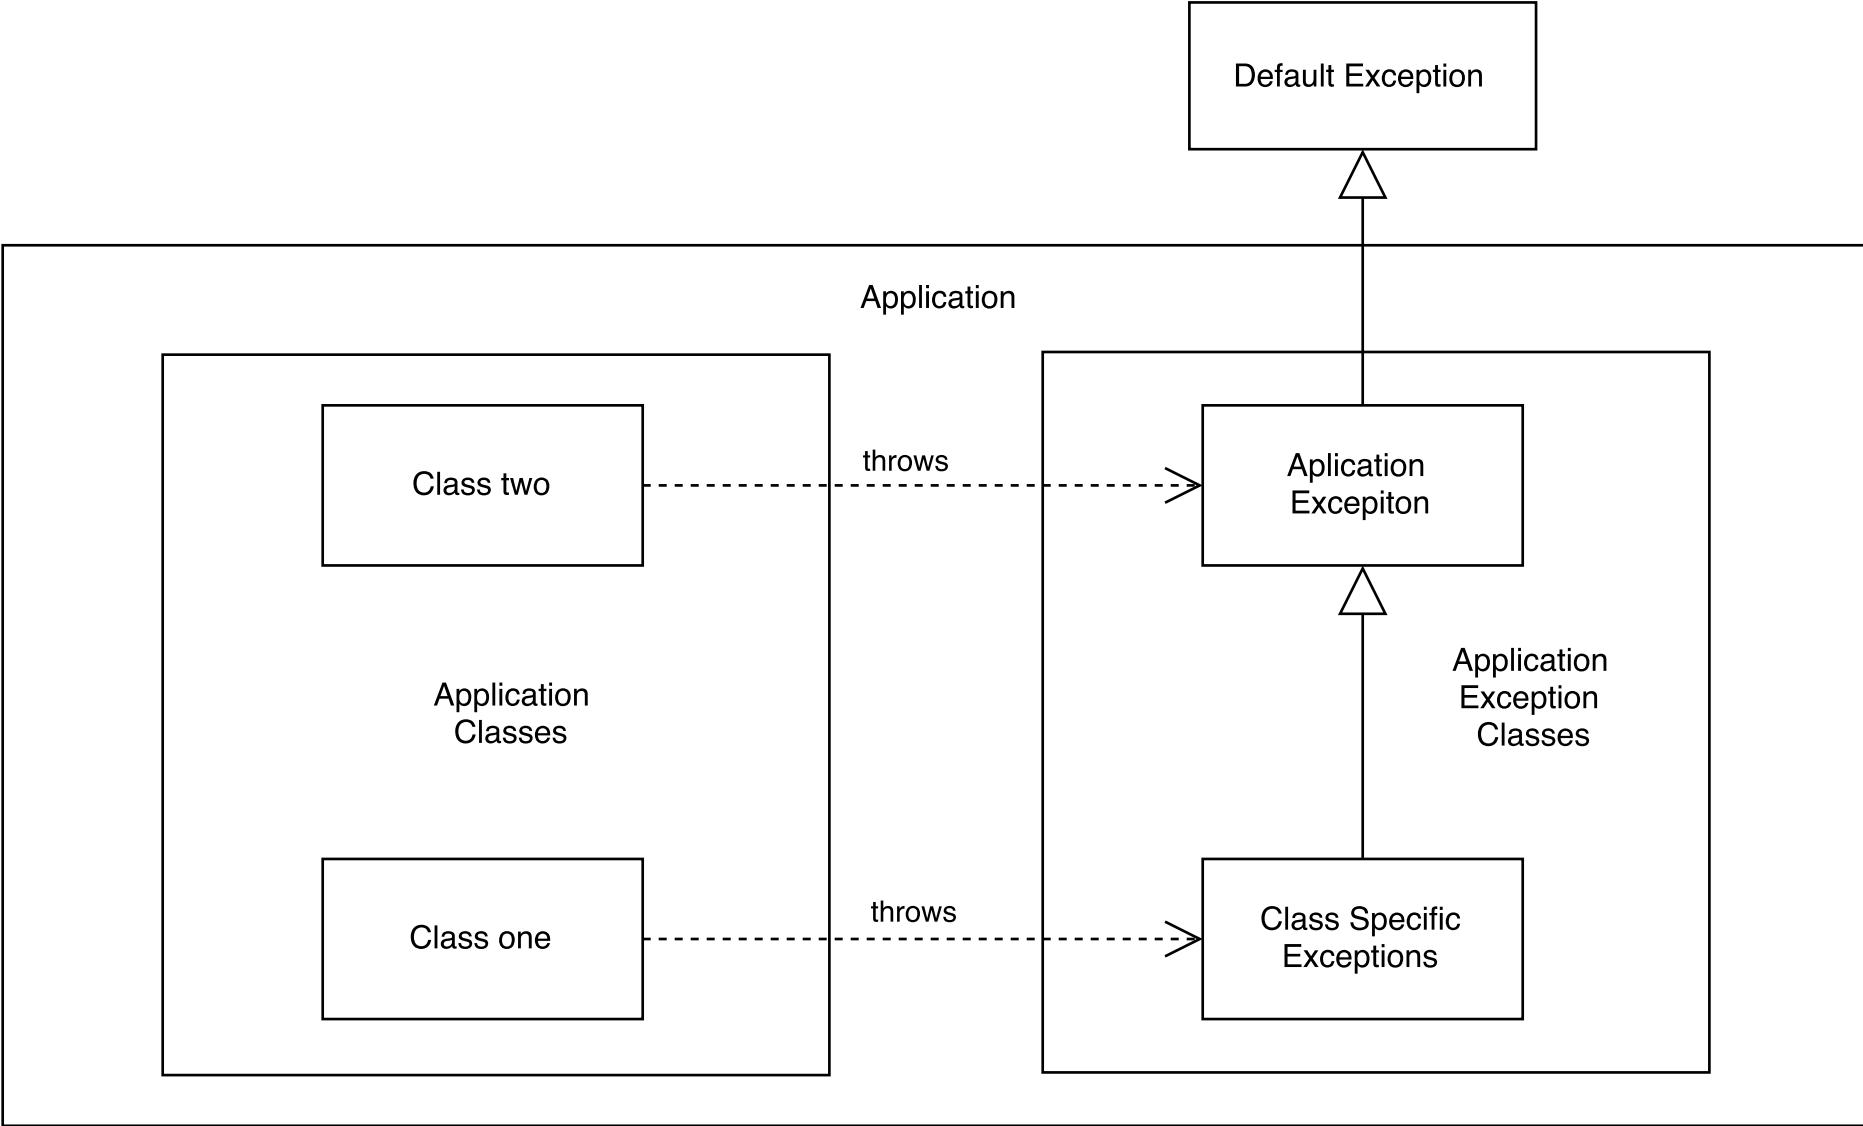 Default Exception
Application
Class two
throws
Aplication
Excepiton
Application
Classes
Application
Exception
Classes
Class one
throws
Class Specific
Exceptions